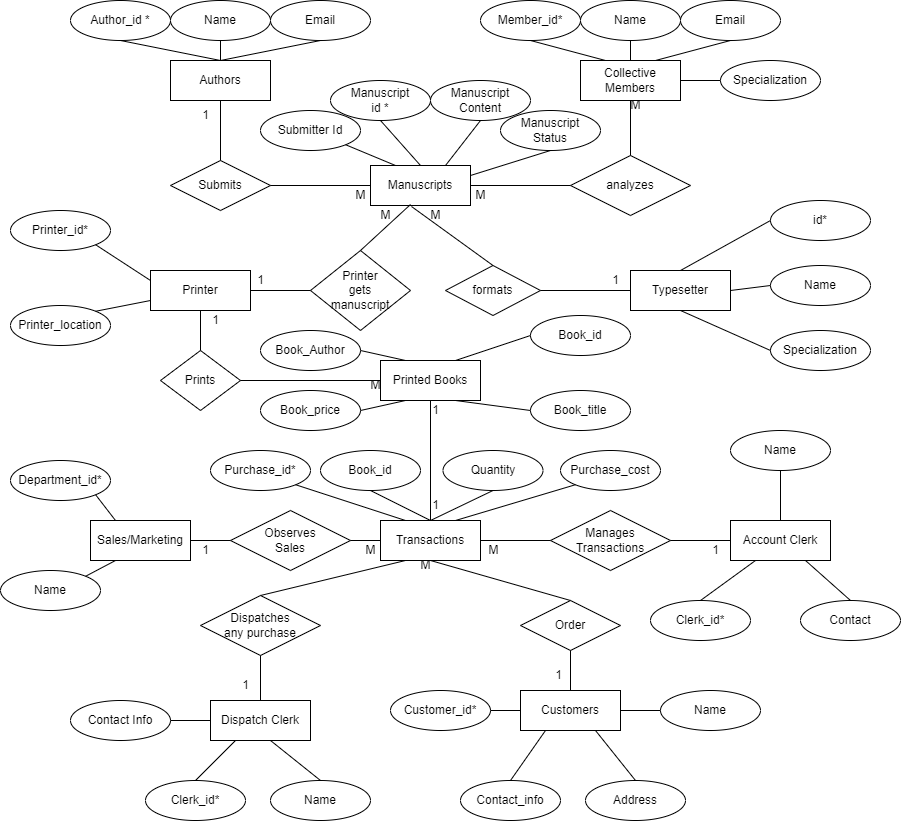 Author_id *
Name
Email
Member_id*
Name
Email
Authors
Collective
Members
Specialization
1
M
Manuscript
id *
Manuscript
Content
Submitter Id
Manuscript
Status
Submits
M
Manuscripts
M
analyzes
M
M
Printer_id*
id*
Printer
1
Printer
gets
manuscript
formats
1
Typesetter
Name
Printer_location
1
Book_Author
Book_id
Specialization
Prints
M
Printed Books
Book_price
1
Book_title
Name
Department_id*
Purchase_id*
Book_id
Quantity
Purchase_cost
1
Sales/Marketing
1
Observes
Sales
M
Transactions
M
Manages
Transactions
1
Account Clerk
M
Name
Dispatches
any purchase
Order
Clerk_id*
Contact
1
1
Contact Info
Dispatch Clerk
Customer_id*
Customers
Name
Clerk_id*
Name
Contact_info
Address